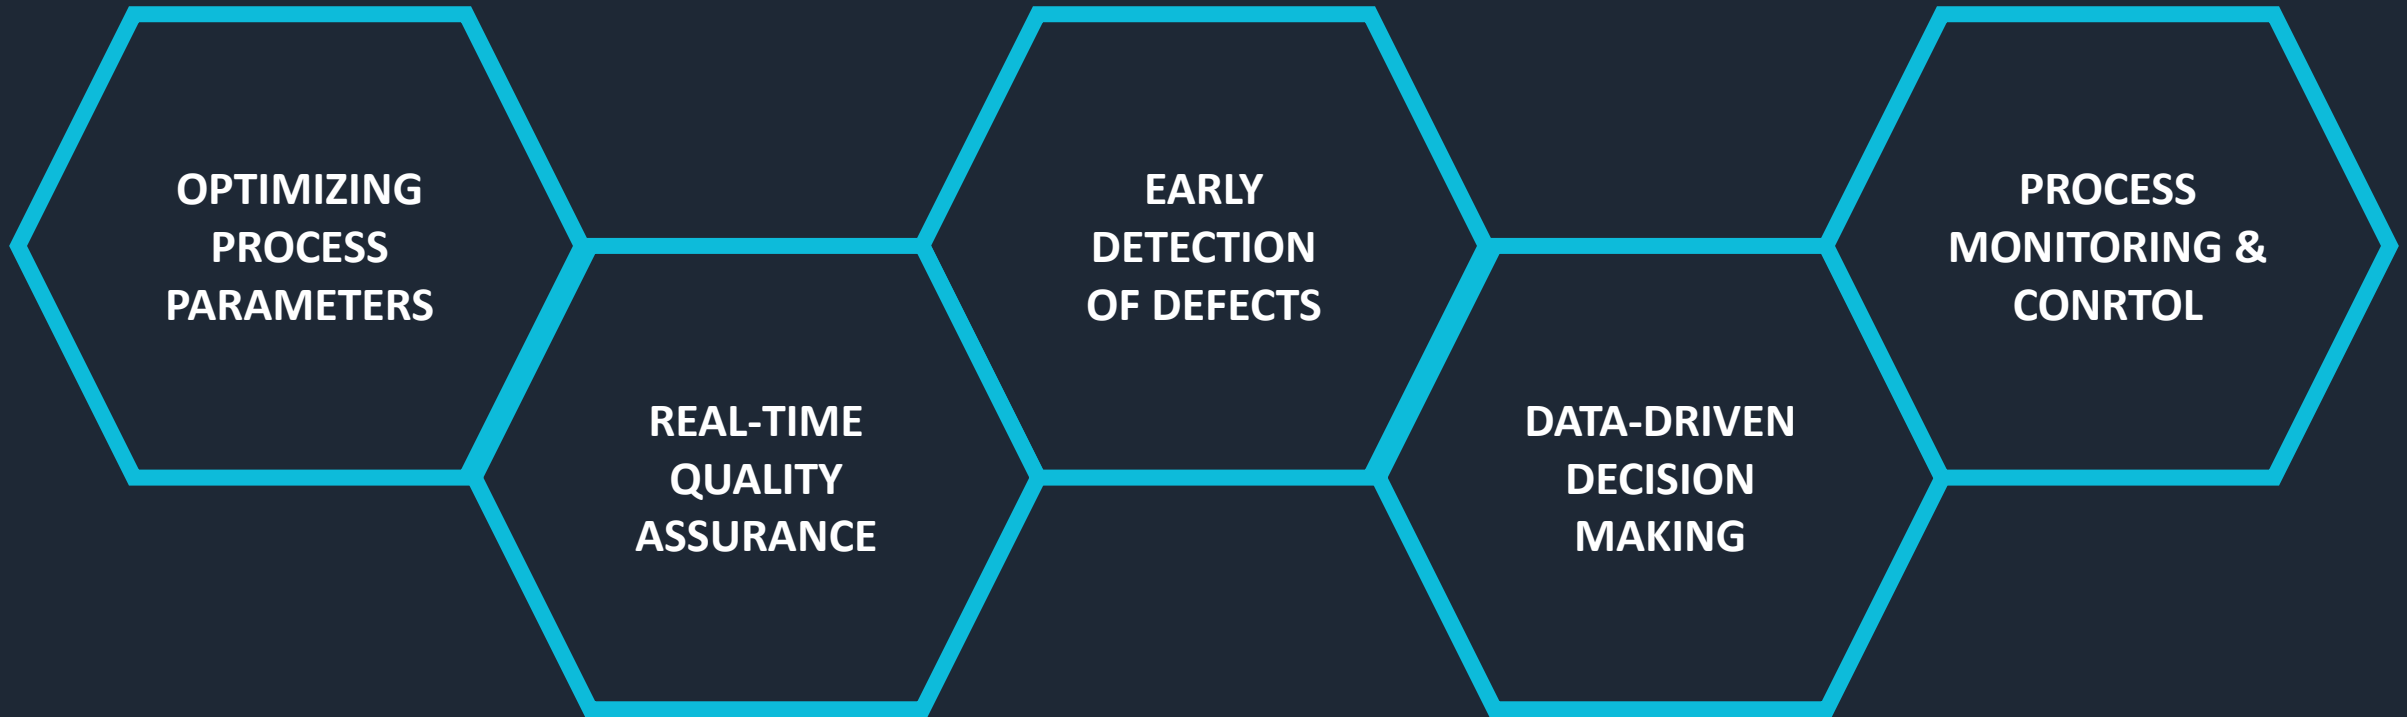 OPTIMIZING
PROCESS
PARAMETERS
REAL-TIME
QUALITY
ASSURANCE
EARLY
DETECTION
OF DEFECTS
DATA-DRIVEN
DECISION
MAKING
PROCESS
MONITORING &
CONRTOL